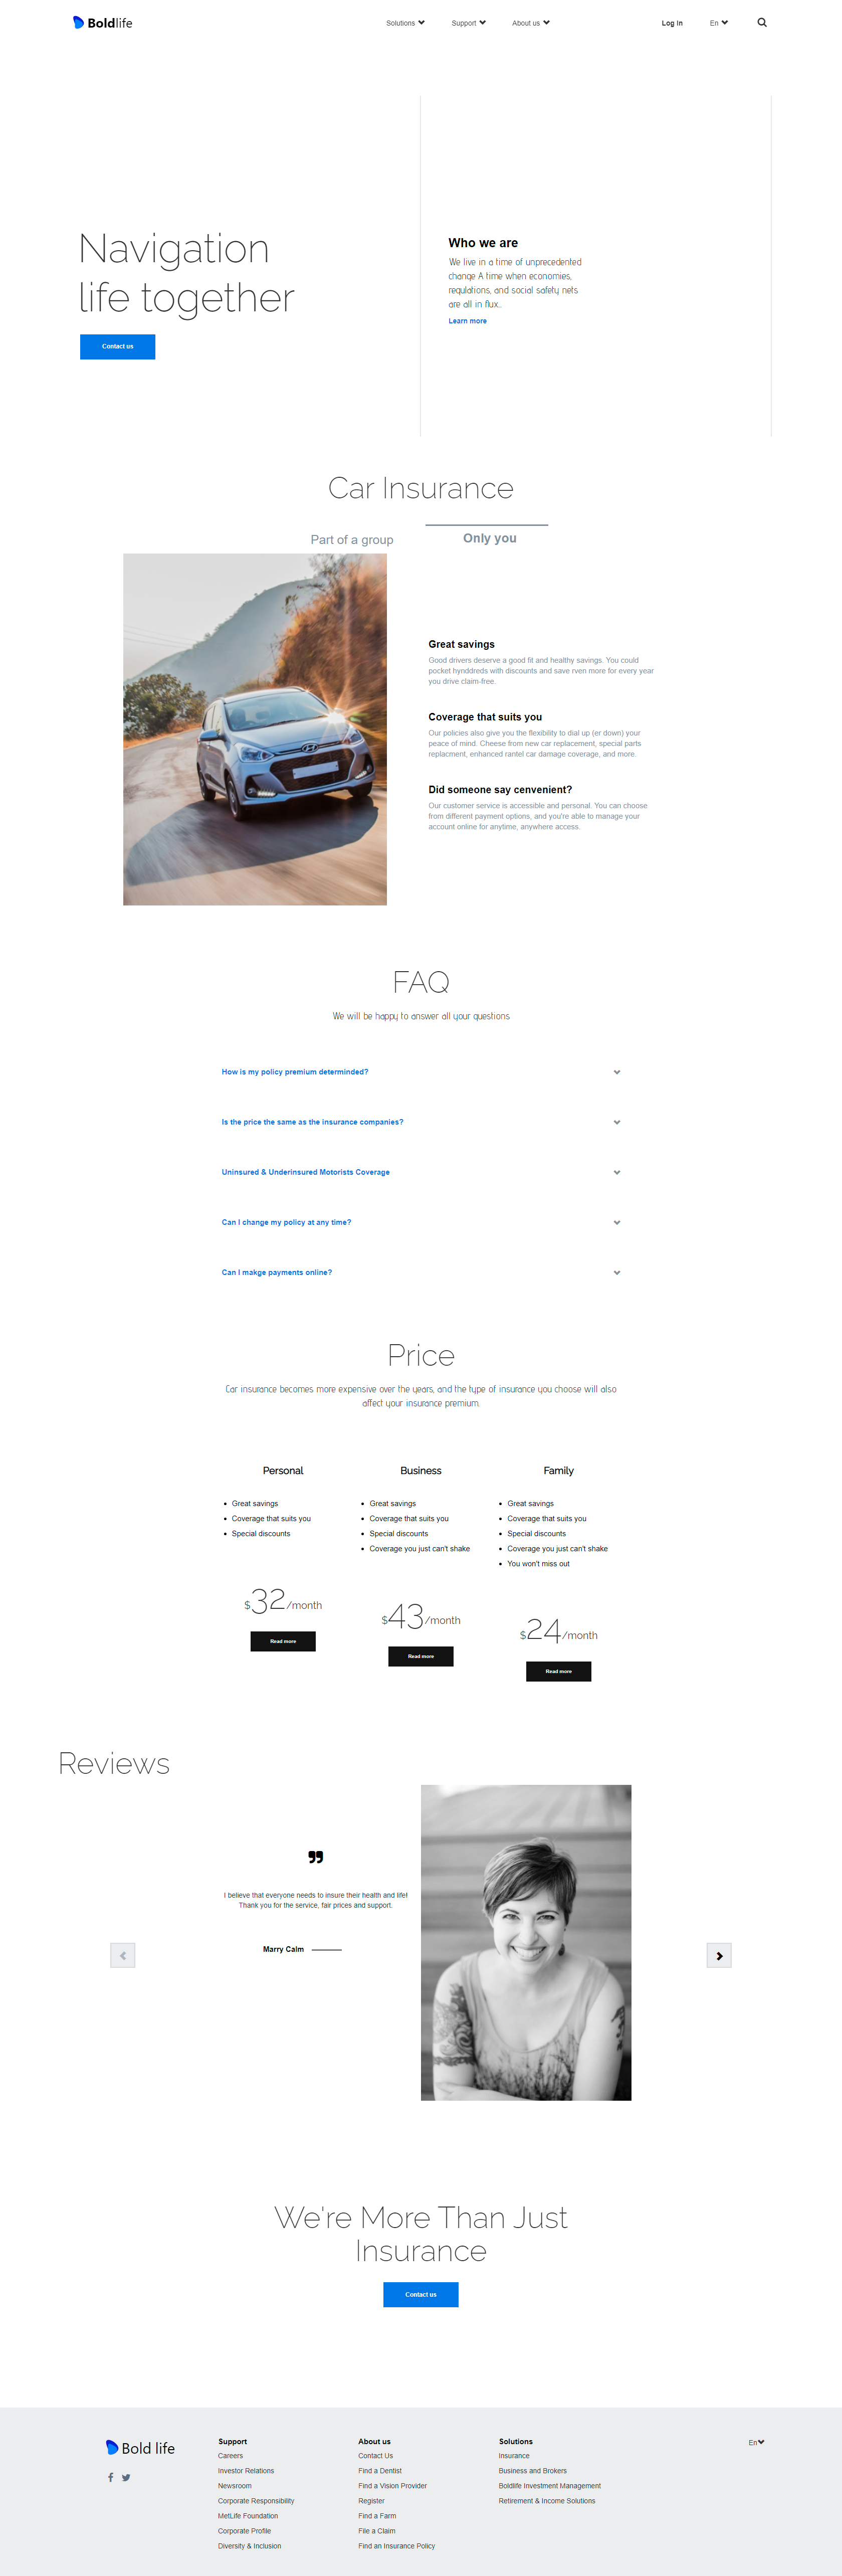 Boldlife
Solutions
Support
About us
Log in
En
Navigation
life together
Contact us
Who we are
We live in a time of unprecedented
change A time when economies,
requlations, and social safety nets
are all in flux..
Learn more
Car Insurance
Part of a group
Only you
Great savings
Good drivers deserve a good fit and healthy savings. You could
pocket hynddreds with discounts and save rven more for every year
you drive claim-free.
Coverage that suits you
Our policies also give you the flexibility to dial up (er down) your
peace of mind. Cheese from new car replacement, special parts
replacment, enhanced rantel car damage coverage, and more.
Did someone say cenvenient?
Our customer service is accessible and personal. You can choose
from different payment options, and you're able to manage your
account online for anytime, anywhere access.
FAQ
We will be happy to answer all your questions
How is my policy premium determinded?
Is the price the same as the insurance companies?
Uninsured & Underinsured Motorists Coverage
Can I change my policy at any time?
Can I makge payments online?
Price
Car insurance becomes more expensive over the years, and the type of insurance you choose will also
affect your insurance premium.
Personal
Great savings
Coverage that suits you
Special discounts
$32/month
Read more
Business
Great savings
Coverage that suits you
Special discounts
Coverage you just can't shake
$43/month
Read more
Family
Great savings
Coverage that suits you
Special discounts
Coverage you just can't shake
You won't miss out
$24/month
Read more
Reviews
I believe that everyone needs to insure their health and life!
Thank you for the service, fair prices and support.
Marry Calm
We're More Than Just
Insurance
Contact us
Bold life
Support
Careers
Investor Relations
Newsroom
Corporate Responsibility
MetLife Foundation
Corporate Profile
Diversity & Inclusion
About us
Contact Us
Find a Dentist
Find a Vision Provider
Register
Find a Farm
File a Claim
Find an Insurance Policy
Solutions
Insurance
Business and Brokers
Boldlife Investment Management
Retirement & Income Solutions
En